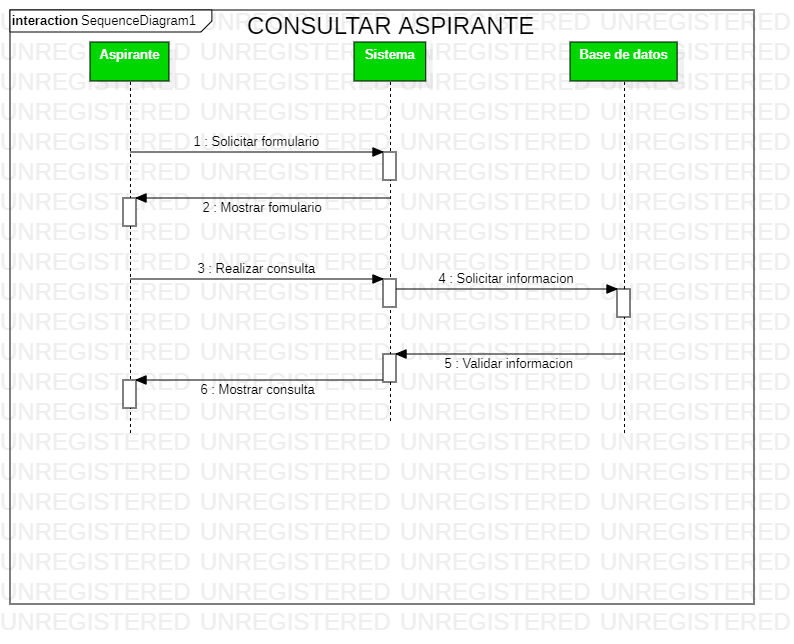 interaction SequenceDiagram1
CONSULTAR ASPIRANTE
Aspirante
Sistema
Base de datos
1 : Solicitar formulario
2 : Mostrar fomulario
3 : Realizar consulta
4 : Solicitar informacion
5 : Validar informacion
6 : Mostrar consulta
UNREGISTERED UNREGISTERED UNREGISTERED UNREGISTERED